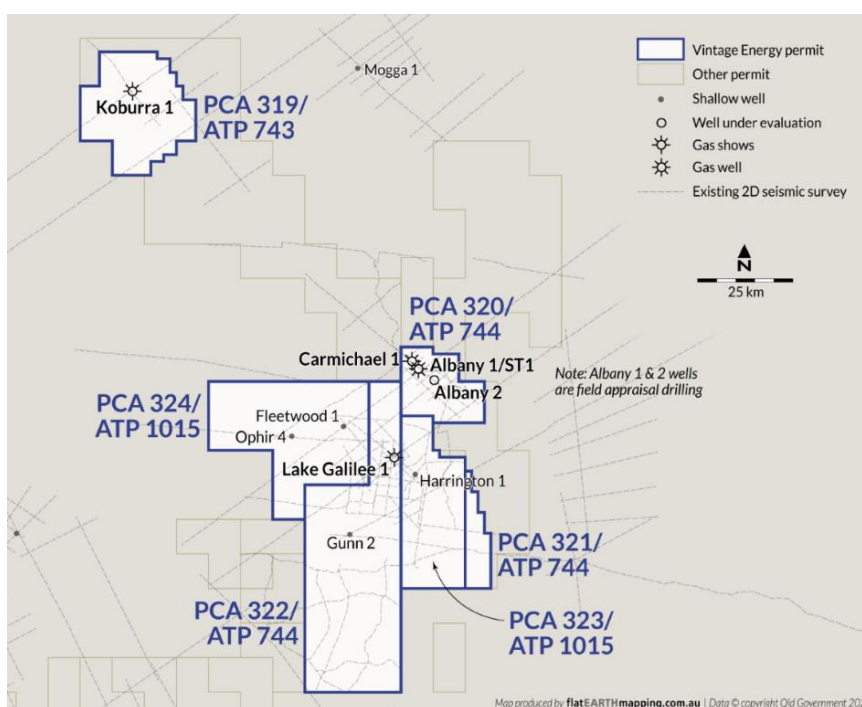 Vintage Energy permit
Other permit
Shallow well
Well under evaluation
Gas shows
Gas well
Existing 2D seismic survey
Mogga 1
Koburra 1
PCA 319/
ATP 743
N
25 km
PCA 320/
ATP 744
Carmichael 1
Albany 1/ST1
Albany 2
Note: Albany 1 & 2 wells
are field appraisal drilling
PCA 324/
ATP 1015
Fleetwood 1
Ophir 4
Lake Galilee 1
Harrington 1
Gunn 2
PCA 321/
ATP 744
PCA 322/
ATP 744
PCA 323/
ATP 1015
Map produced by flatEARTHmapping.com.au | Data © copyright Qld Government